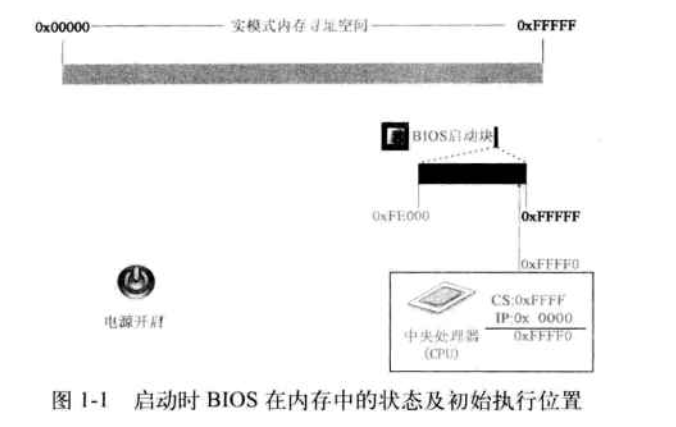 0x00000 实模式内存寻址空间 0xFFFFF
BIOS启动块
0xFE000 0xFFFFF
0xFFFF0
电源开启
CS:0xFFFF
IP:0x 0000
中央处理器 0xFFFF0
(CPU)
图 1-1 启动时 BIOS 在内存中的状态及初始执行位置